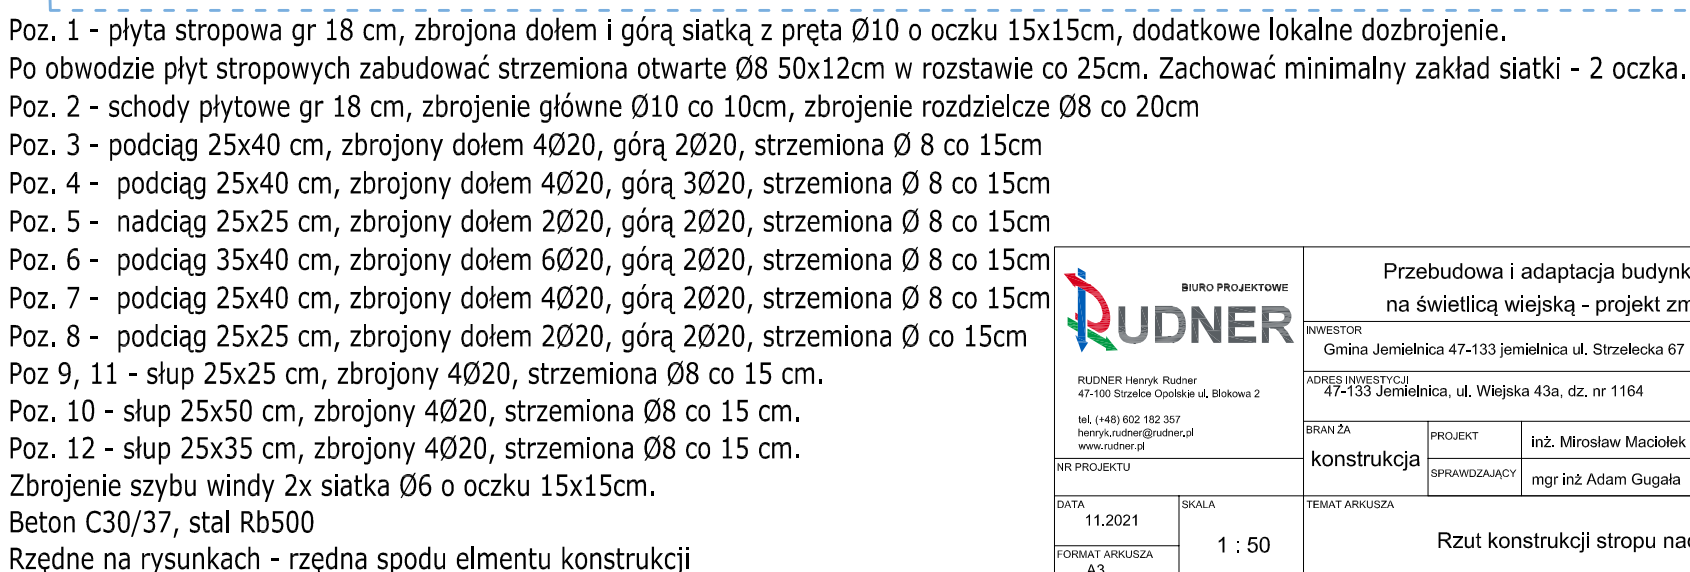 Poz. 1 - płyta stropowa gr 18 cm, zbrojona dołem i górą siatką z pręta Ø10 o oczku 15x15cm, dodatkowe lokalne dozbrojenie.
Po obwodzie płyt stropowych zabudować strzemiona otwarte Ø8 50x12cm w rozstawie co 25cm. Zachować minimalny zakład siatki - 2 oczka.
Poz. 2 - schody płytowe gr 18 cm, zbrojenie główne Ø10 co 10cm, zbrojenie rozdzielcze Ø8 co 20cm
Poz. 3 - podciąg 25x40 cm, zbrojony dołem 4Ø20, górą 2Ø20, strzemiona Ø 8 co 15cm
Poz. 4 - podciąg 25x40 cm, zbrojony dołem 4Ø20, górą 3Ø20, strzemiona Ø 8 co 15cm
Poz. 5 - nadciąg 25x25 cm, zbrojony dołem 2Ø20, górą 2Ø20, strzemiona Ø 8 co 15cm
Poz. 6 - podciąg 35x40 cm, zbrojony dołem 6Ø20, górą 2Ø20, strzemiona Ø 8 co 15cm
Poz. 7 - podciąg 25x40 cm, zbrojony dołem 4Ø20, górą 2Ø20, strzemiona Ø 8 co 15cm
Poz. 8 - podciąg 25x25 cm, zbrojony dołem 2Ø20, górą 2Ø20, strzemiona Ø co 15cm
Poz 9, 11 - słup 25x25 cm, zbrojony 4Ø20, strzemiona Ø8 co 15 cm.
Poz. 10 - słup 25x50 cm, zbrojony 4Ø20, strzemiona Ø8 co 15 cm.
Poz. 12 - słup 25x35 cm, zbrojony 4Ø20, strzemiona Ø8 co 15 cm.
Zbrojenie szybu windy 2x siatka Ø6 o oczku 15x15cm.
Beton C30/37, stal Rb500
Rzędne na rysunkach - rzędna spodu elmentu konstrukcji
BIURO PROJEKTOWE
RUDNER
RUDNER Henryk Rudner
47-100 Strzelce Opolskie ul. Blokowa 2
tel. (+48) 602 182 357
henryk.rudner@rudner.pl
www.rudner.pl
NR PROJEKTU
DATA
11.2021
SKALA
1 : 50
FORMAT ARKUSZA
A3
Przebudowa i adaptacja budynk
na świetlicą wiejską - projekt zm
INWESTOR
Gmina Jemielnica 47-133 jemielnica ul. Strzelecka 67
ADRES INWESTYCJI
47-133 Jemielnica, ul. Wiejska 43a, dz. nr 1164
BRANŻA
konstrukcja
PROJEKT
inż. Mirosław Maciołek
SPRAWDZAJĄCY
mgr inż Adam Gugała
TEMAT ARKUSZA
Rzut konstrukcji stropu nad